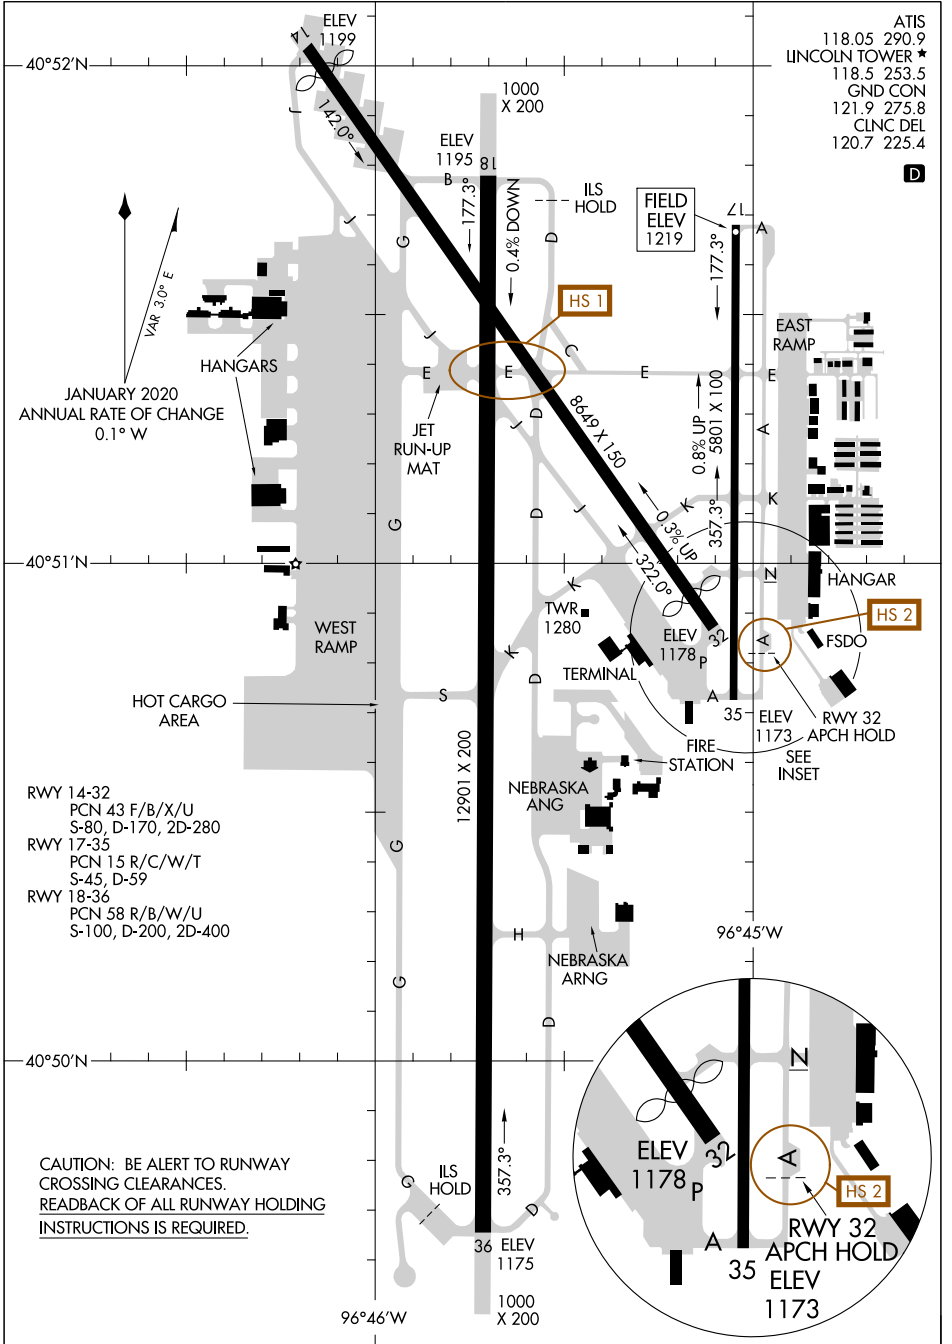 ATIS
118.05 290.9
LINCOLN TOWER ★
118.5 253.5
GND CON
121.9 275.8
CLNC DEL
120.7 225.4
D
ELEV
1199
14
40°52'N
142.0°
J
1000
X 200
ELEV
1195
18
B
177.3°
0.4% DOWN
ILS
HOLD
FIELD
ELEV
1219
17
A
177.3°
VAR 3.0° E
J
G
D
HS 1
EAST
RAMP
HANGARS
JANUARY 2020
ANNUAL RATE OF CHANGE
0.1° W
J
C
E
E
E
E
JET
RUN-UP
MAT
J
D
8649 X 150
0.8% UP
5801 X 100
A
G
D
J
K
357.3°
K
0.3% UP
322.0°
40°51'N
N
HANGAR
K
TWR
1280
HS 2
WEST
RAMP
ELEV
1178
P
32
A
FSDO
TERMINAL
K
D
HOT CARGO
AREA
S
A
35
ELEV
1173
RWY 32
APCH HOLD
SEE
INSET
FIRE
STATION
12901 X 200
NEBRASKA
ANG
RWY 14-32
PCN 43 F/B/X/U
S-80, D-170, 2D-280
RWY 17-35
PCN 15 R/C/W/T
S-45, D-59
RWY 18-36
PCN 58 R/B/W/U
S-100, D-200, 2D-400
G
H
96°45'W
NEBRASKA
ARNG
G
D
40°50'N
N
357.3°
ELEV
1178
P
32
A
HS 2
CAUTION: BE ALERT TO RUNWAY
CROSSING CLEARANCES.
READBACK OF ALL RUNWAY HOLDING
INSTRUCTIONS IS REQUIRED.
ILS
HOLD
G
D
RWY 32
APCH HOLD
A
35
ELEV
1173
36
ELEV
1175
1000
X 200
96°46'W